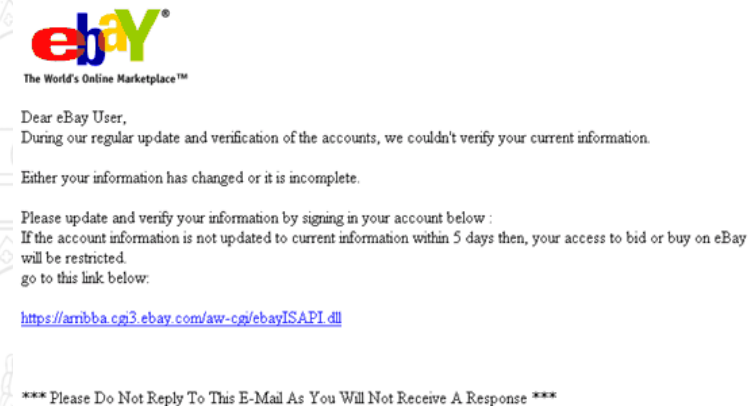 ebaY®
The World's Online Marketplace™
Dear eBay User,
During our regular update and verification of the accounts, we couldn't verify your current information.
Either your information has changed or it is incomplete.
Please update and verify your information by signing in your account below :
If the account information is not updated to current information within 5 days then, your access to bid or buy on eBay
will be restricted.
go to this link below:
https://arribba.cgi3.ebay.com/aw-cgi/ebayISAPI.dll
*** Please Do Not Reply To This E-Mail As You Will Not Receive A Response ***